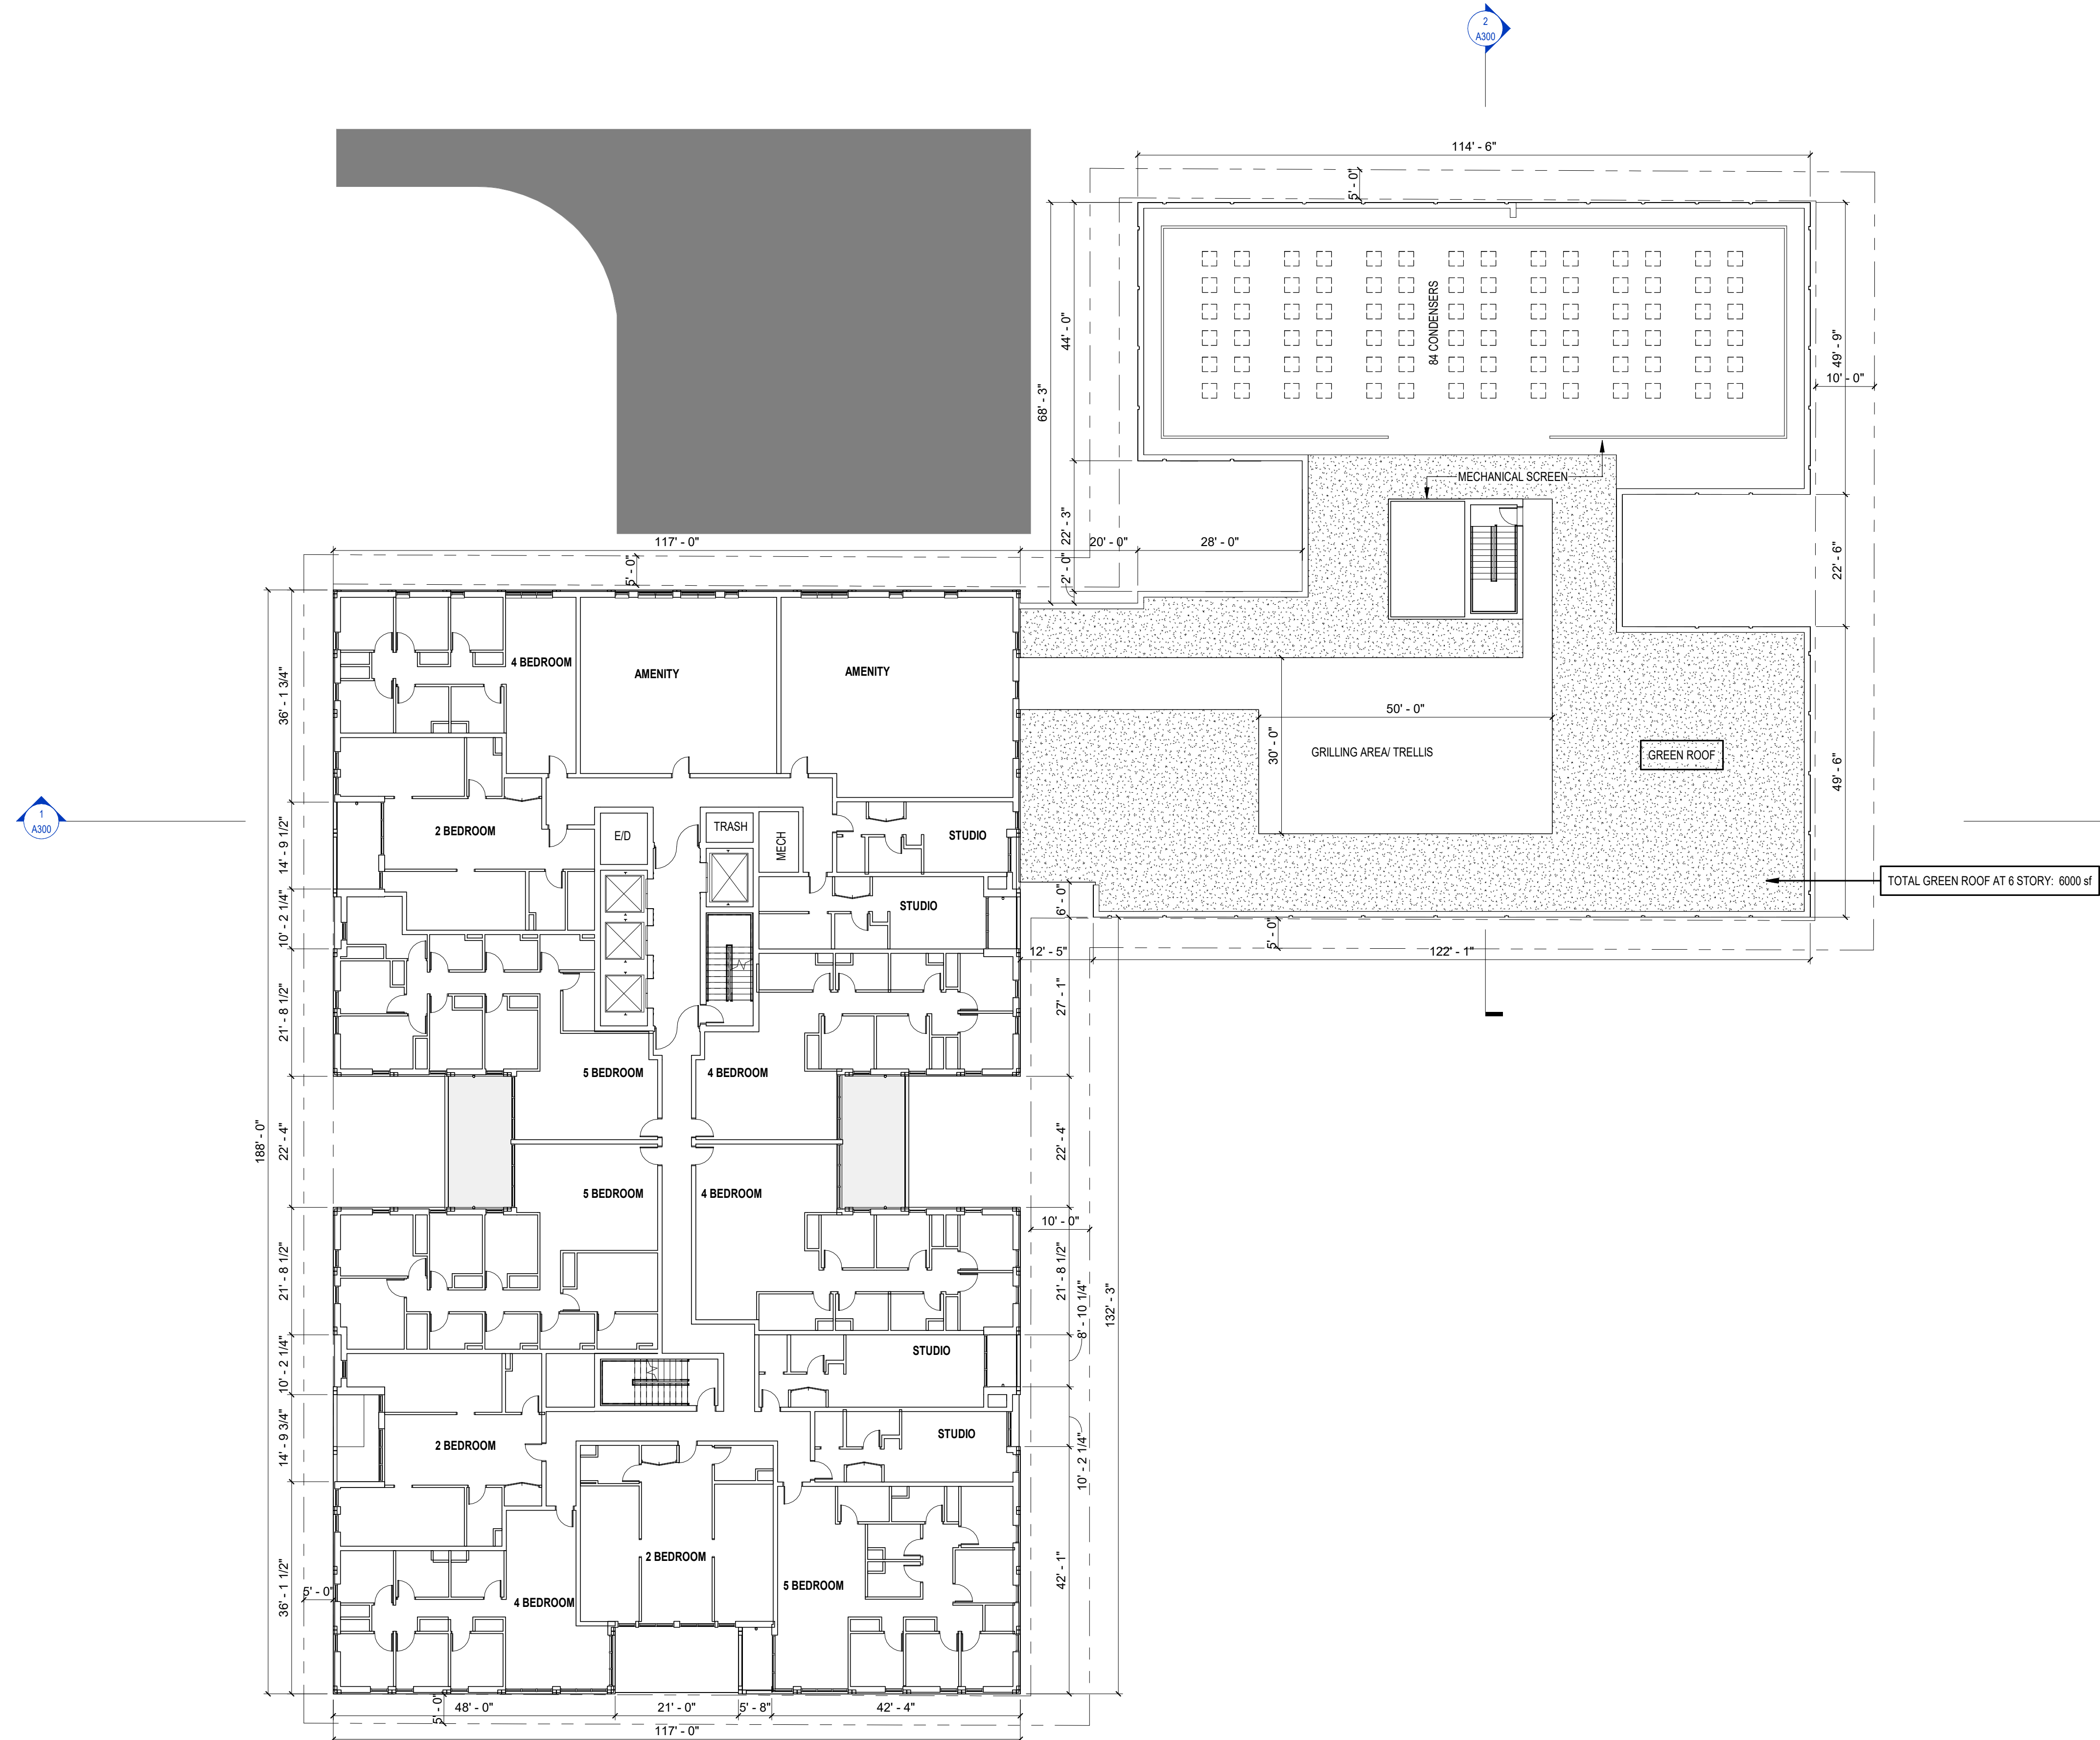 2
A300
114' - 6"
5' - 0"
84 CONDENSERS
44' - 0"
68' - 3"
49' - 9"
10' - 0"
MECHANICAL SCREEN
117' - 0"
5' - 0"
22' - 3"
2' - 0"
20' - 0"
28' - 0"
22' - 6"
36' - 1 3/4"
4 BEDROOM
AMENITY
AMENITY
50' - 0"
30' - 0"
GRILLING AREA/ TRELLIS
GREEN ROOF
49' - 6"
1
A300
14' - 9 1/2"
2 BEDROOM
E/D
TRASH
MECH
STUDIO
TOTAL GREEN ROOF AT 6 STORY: 6000 sf
10' - 2 1/4"
STUDIO
6' - 0"
5' - 0"
12' - 5"
122' - 1"
21' - 8 1/2"
27' - 1"
5 BEDROOM
4 BEDROOM
188' - 0"
22' - 4"
22' - 4"
5 BEDROOM
4 BEDROOM
10' - 0"
21' - 8 1/2"
21' - 8 1/2"
8' - 10 1/4"
132' - 3"
10' - 2 1/4"
STUDIO
14' - 9 3/4"
2 BEDROOM
STUDIO
10' - 2 1/4"
36' - 1 1/2"
2 BEDROOM
5 BEDROOM
42' - 1"
5' - 0"
4 BEDROOM
5' - 0"
48' - 0"
21' - 0"
5' - 8"
42' - 4"
117' - 0"